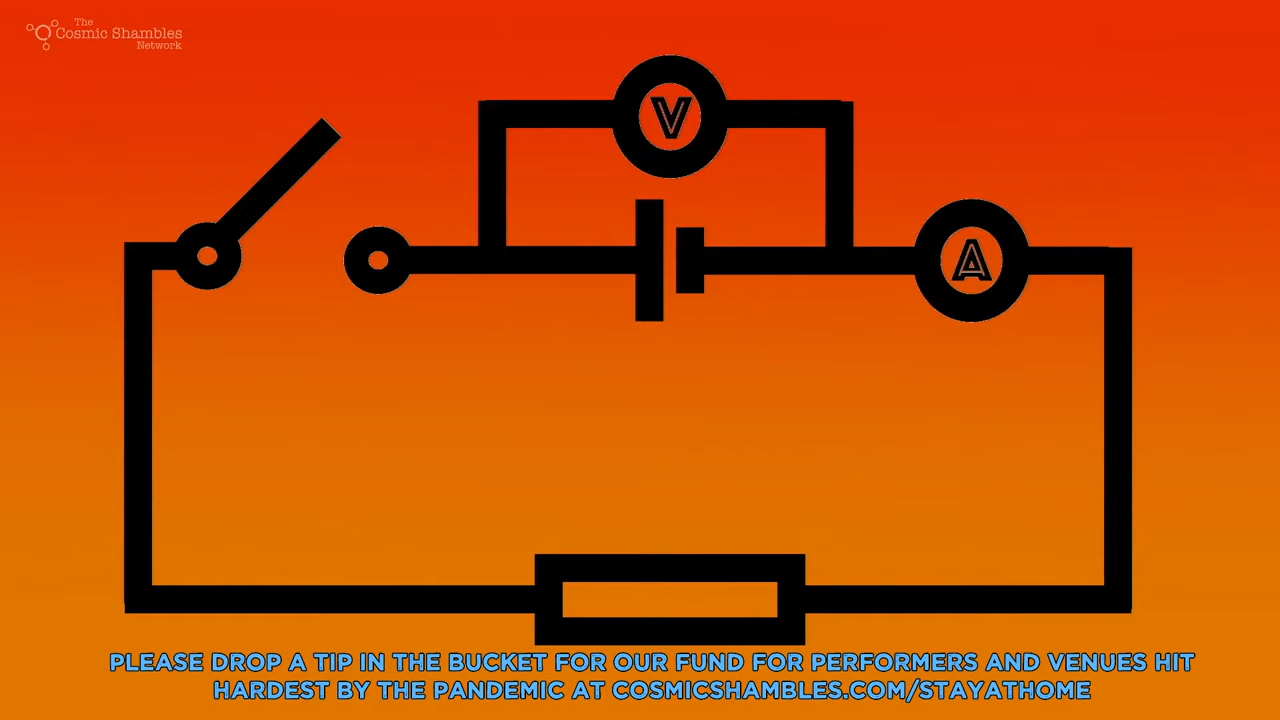 The
Cosmic Shambles
Network
V
A
PLEASE DROP A TIP IN THE BUCKET FOR OUR FUND FOR PERFORMERS AND VENUES HIT
HARDEST BY THE PANDEMIC AT COSMICSHAMBLES.COM/STAYATHOME